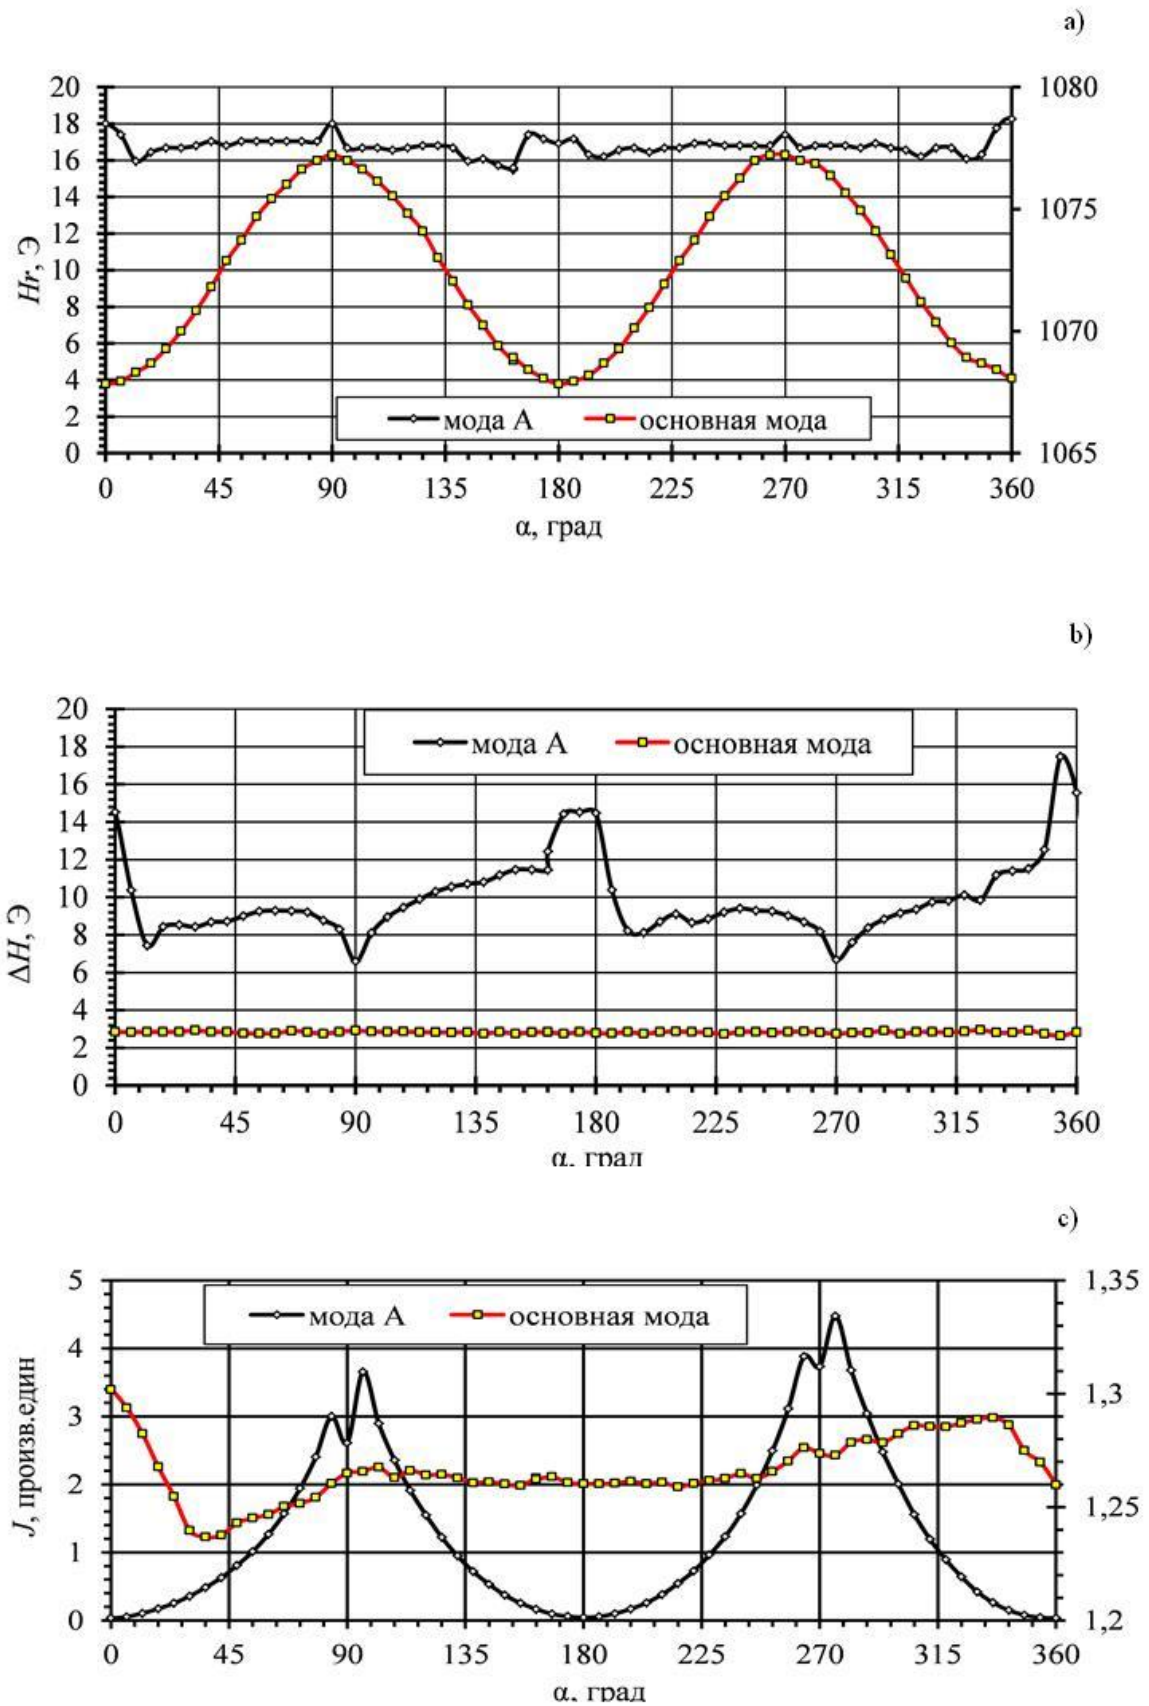 a)
20 1080
18
16
14 1075
12
10
8
6 1070
4
2
0 1065
Hr, Э
мода А основная мода
0 45 90 135 180 225 270 315 360
α, град
b)
20
18
16
14
12
10
8
6
4
2
0
ΔH, Э
мода А основная мода
0 45 90 135 180 225 270 315 360
α, град
c)
5 1,35
4
1,3
3
2
1,25
1
0 1,2
J, произв.един
мода А основная мода
0 45 90 135 180 225 270 315 360
α, град